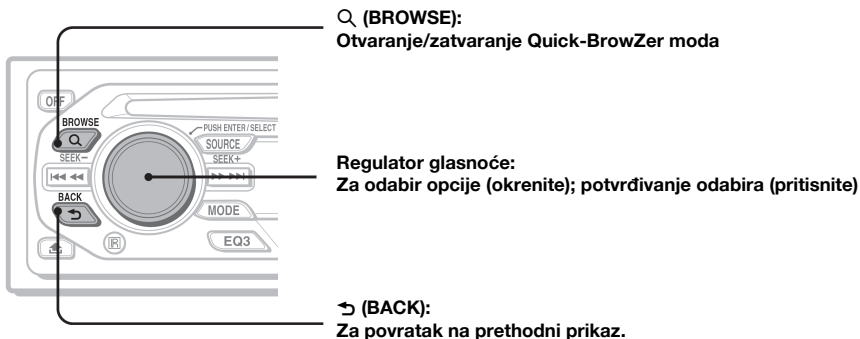 (BROWSE):
Otvaranje/zatvaranje Quick-BrowZer moda
OFF
BROWSE
PUSH ENTER/SELECT
SOURCE
SEEK−
SEEK+
Regulator glasnoće:
Za odabir opcije (okrenite); potvrđivanje odabira (pritisnite)
BACK
MODE
R
EQ3
(BACK):
Za povratak na prethodni prikaz.